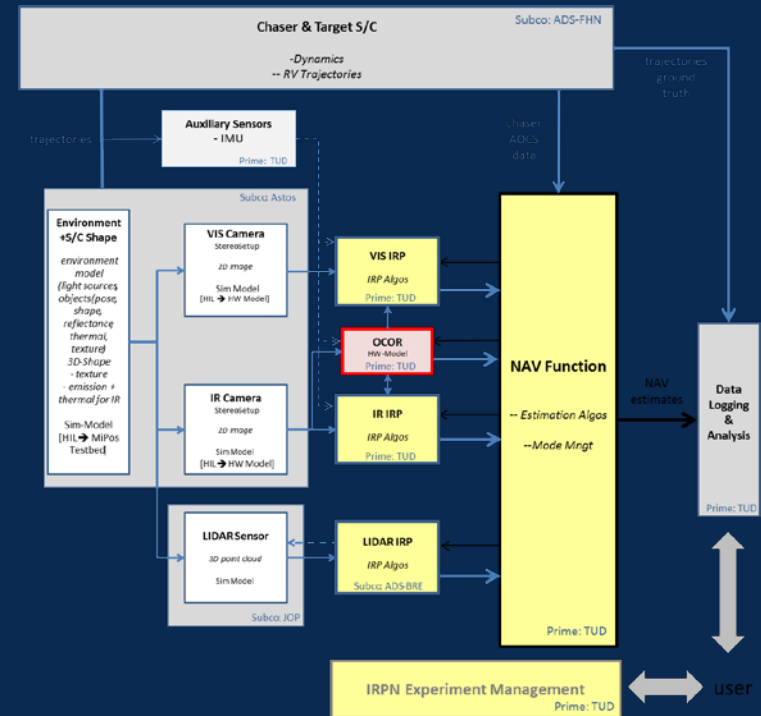 Subco: ADS-FHN
Chaser & Target S/C
-Dynamics
-- RV Trajectories
trajectories
ground
truth
trajectories
Auxiliary Sensors
- IMU
Prime: TUD
chaser
AOCS
data
Subco: Astos
Environment
+S/C Shape
environment
model
(light sources,
objects(pose,
shape,
reflectance,
thermal,
texture)
3D-Shape
- texture
- emission +
thermal for IR
Sim-Model
[HIL→ MiPos
Testbed]
VIS Camera
StereoSetup
2D image
Sim Model
[HIL → HW Model]
VIS IRP
IRP Algos
Prime: TUD
OCOR
HW-Model
Prime: TUD
IR Camera
StereoSetup
2D image
Sim Model
[HIL → HW Model]
IR IRP
IRP Algos
Prime: TUD
LIDAR Sensor
3D point cloud
Sim Model
Subco: JOP
LIDAR IRP
IRP Algos
Subco: ADS-BRE
NAV Function
-- Estimation Algos
--Mode Mngt
Prime: TUD
NAV
estimates
Data
Logging
&
Analysis
Prime: TUD
IRPN Experiment Management
Prime: TUD
user